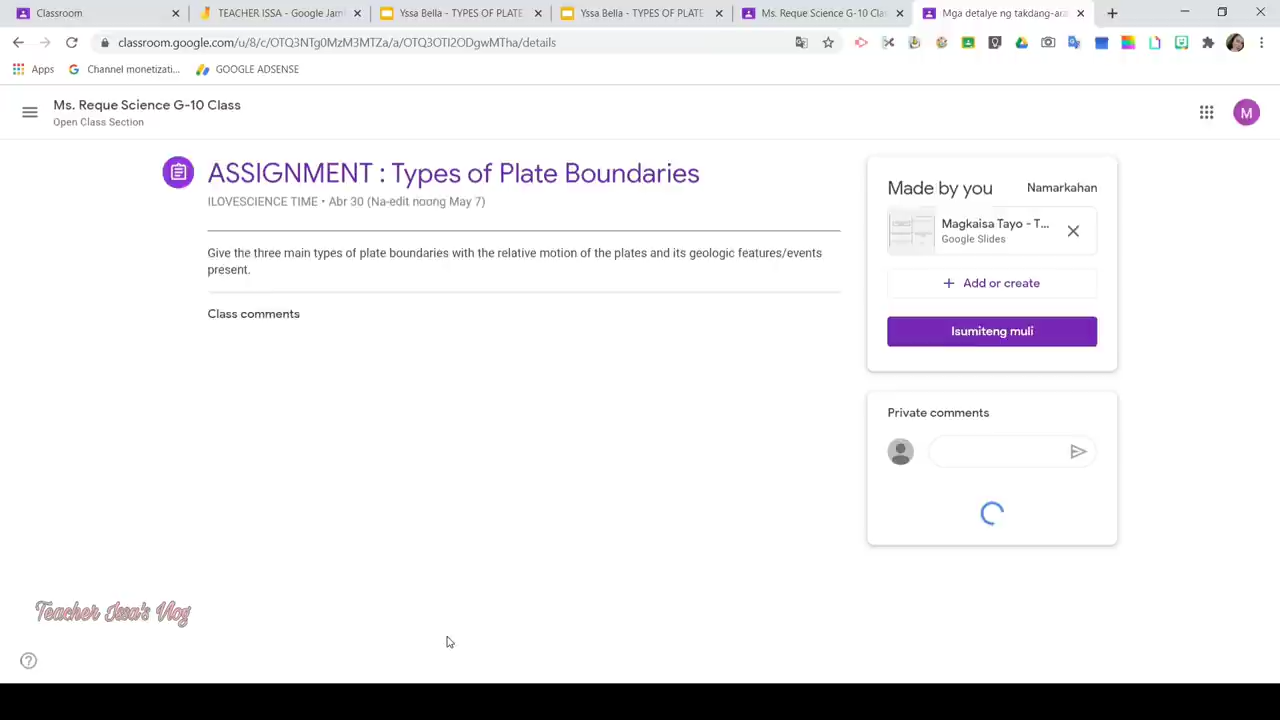 Classroom
TEACHER ISSA - Google Jam
Yssa Bella - TYPES OF PLATE
Yssa Bella - TYPES OF PLATE
Ms. Reque Science G-10 Clas
Mga detalye ng takdang-ara
classroom.google.com/u/8/c/OTQ3NTg0MzM3MTZa/a/OTQ3OTI2ODgwMTha/details
Apps
Channel monetizati...
GOOGLE ADSENSE
Ms. Reque Science G-10 Class
Open Class Section
M
ASSIGNMENT : Types of Plate Boundaries
ILOVESCIENCE TIME • Abr 30 (Na-edit noong May 7)
Give the three main types of plate boundaries with the relative motion of the plates and its geologic features/events
present.
Class comments
Made by you
Namarkahan
Magkaisa Tayo - T...
Google Slides
Add or create
Isumiteng muli
Private comments
Teacher Issa's Vlog